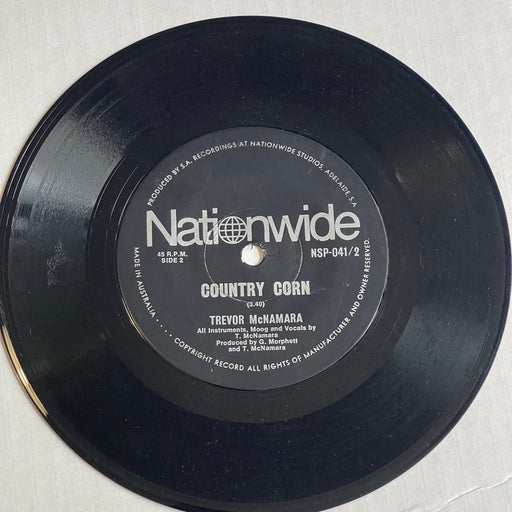 PRODUCED BY S.A. RECORDINGS AT NATIONWIDE STUDIOS, ADELAIDE S.A
Nationwide
45 R.P.M.
SIDE 2
NSP-041/2
COUNTRY CORN
(3.40)
TREVOR McNAMARA
All Instruments, Moog and Vocals by
T. McNamara
Produced by G. Morphett
and T. McNamara
MADE IN AUSTRALIA.... COPYRIGHT RECORD ALL RIGHTS OF MANUFACTURER AND OWNER RESERVED.